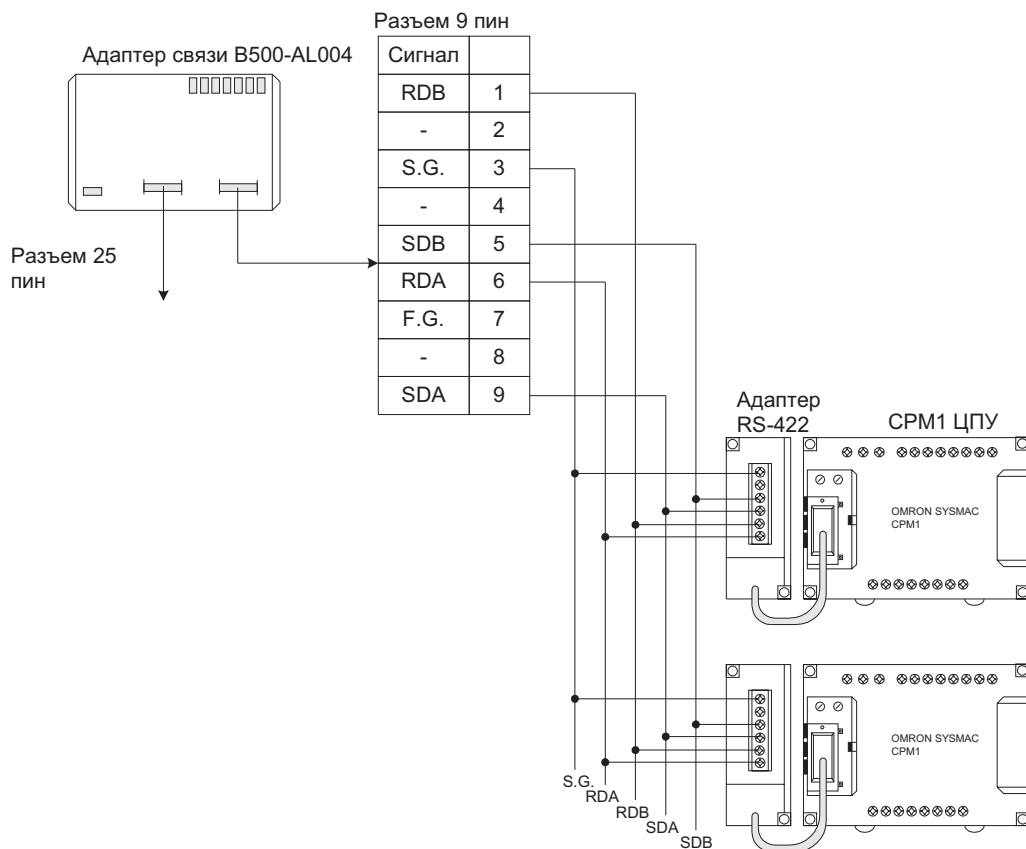 Разъем 9 пин
Адаптер связи B500-AL004
Сигнал
RDB 1
- 2
S.G. 3
- 4
SDB 5
RDA 6
F.G. 7
- 8
SDA 9
Разъем 25
пин
Адаптер
RS-422
CPM1 ЦПУ
OMRON SYSMAC
CPM1
OMRON SYSMAC
CPM1
S.G.
RDA
RDB
SDA
SDB